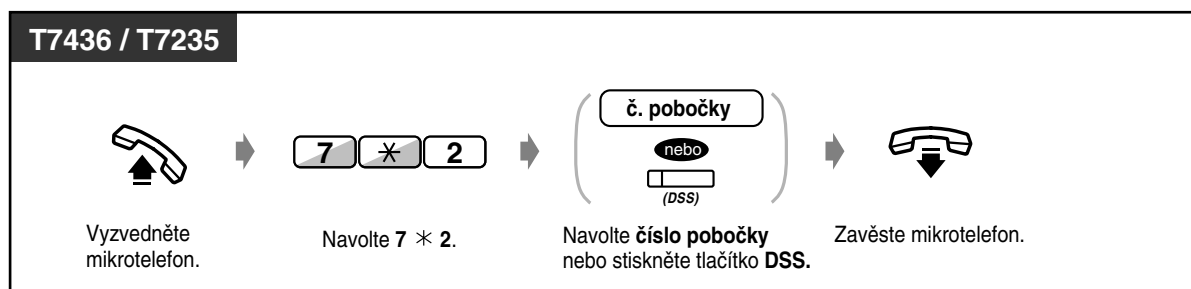 T7436 / T7235
7 ✳ 2
č. pobočky
nebo
(DSS)
Vyzvedněte
mikrotelefon.
Navolte 7 ✳ 2.
Navolte číslo pobočky
nebo stiskněte tlačítko DSS.
Zavěste mikrotelefon.